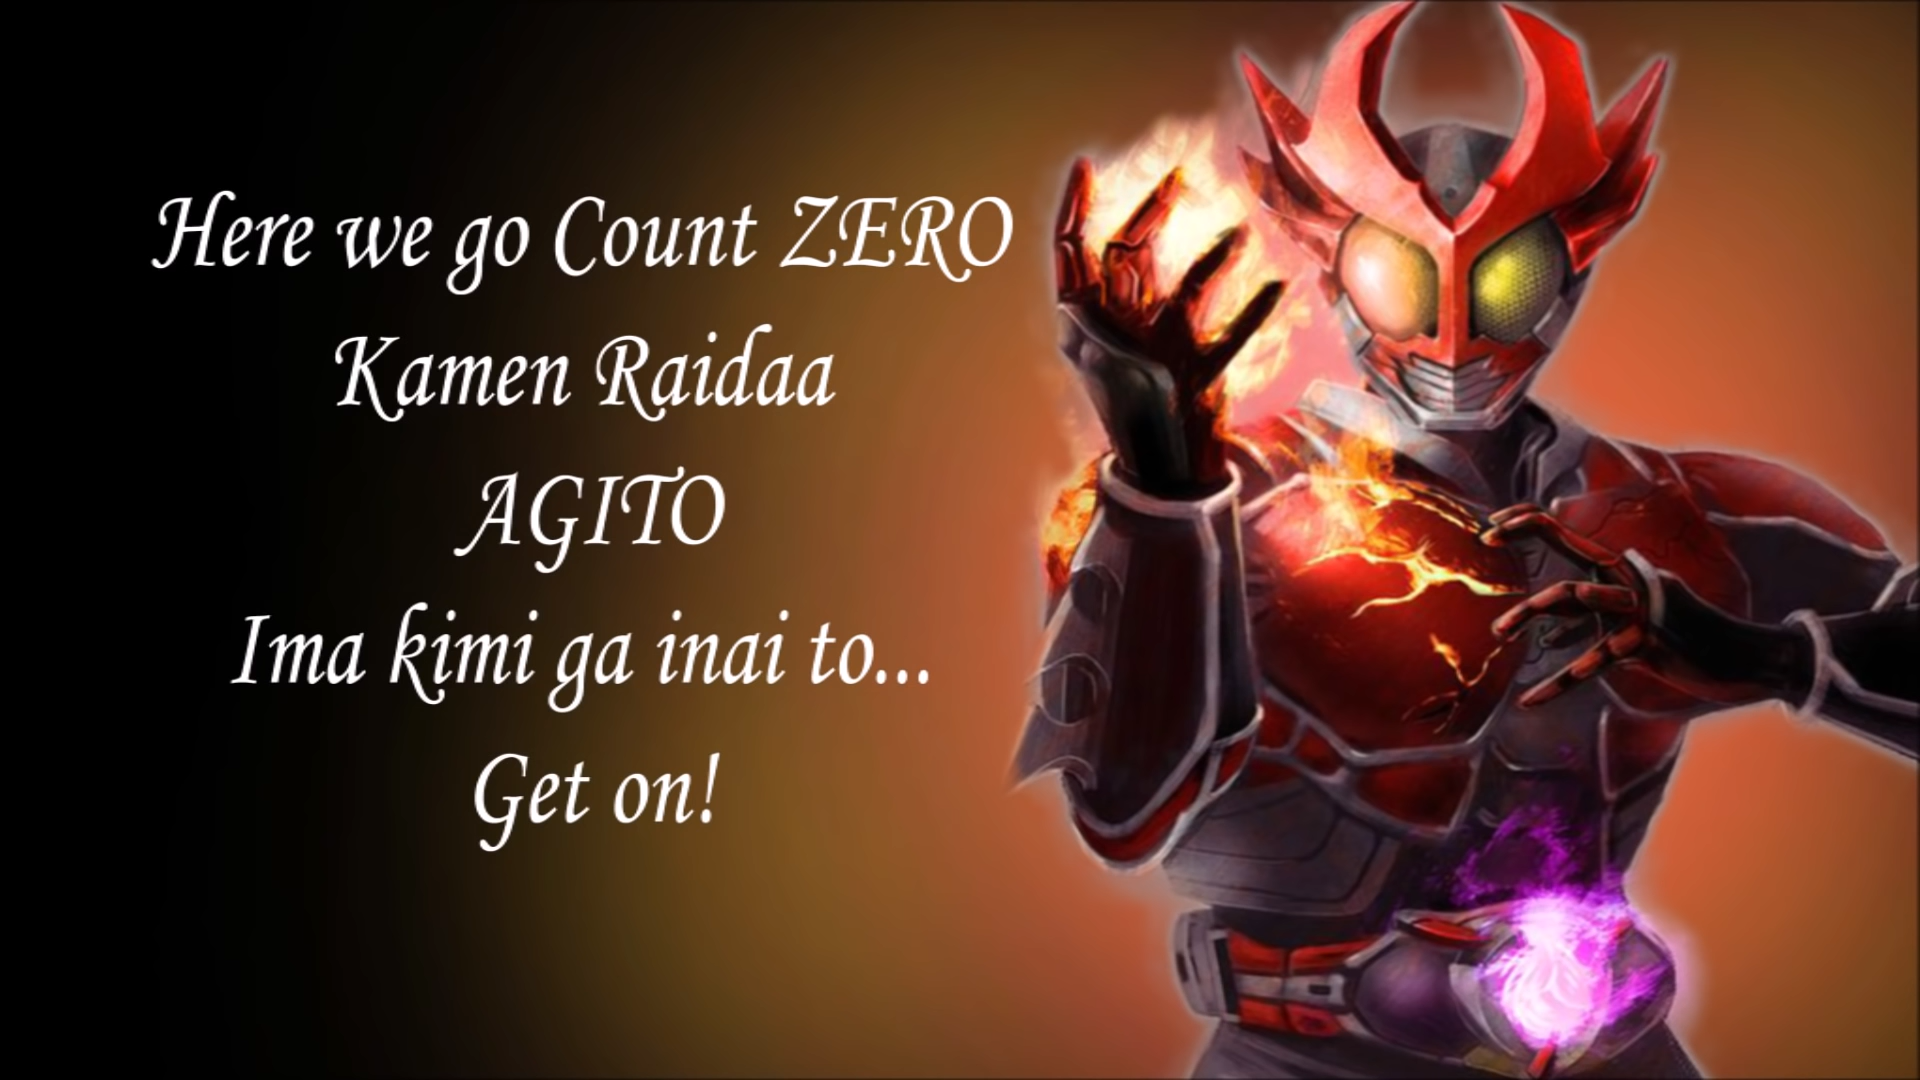 Here we go Count ZERO
Kamen Raidaa
AGITO
Ima kimi ga inai to...
Get on!